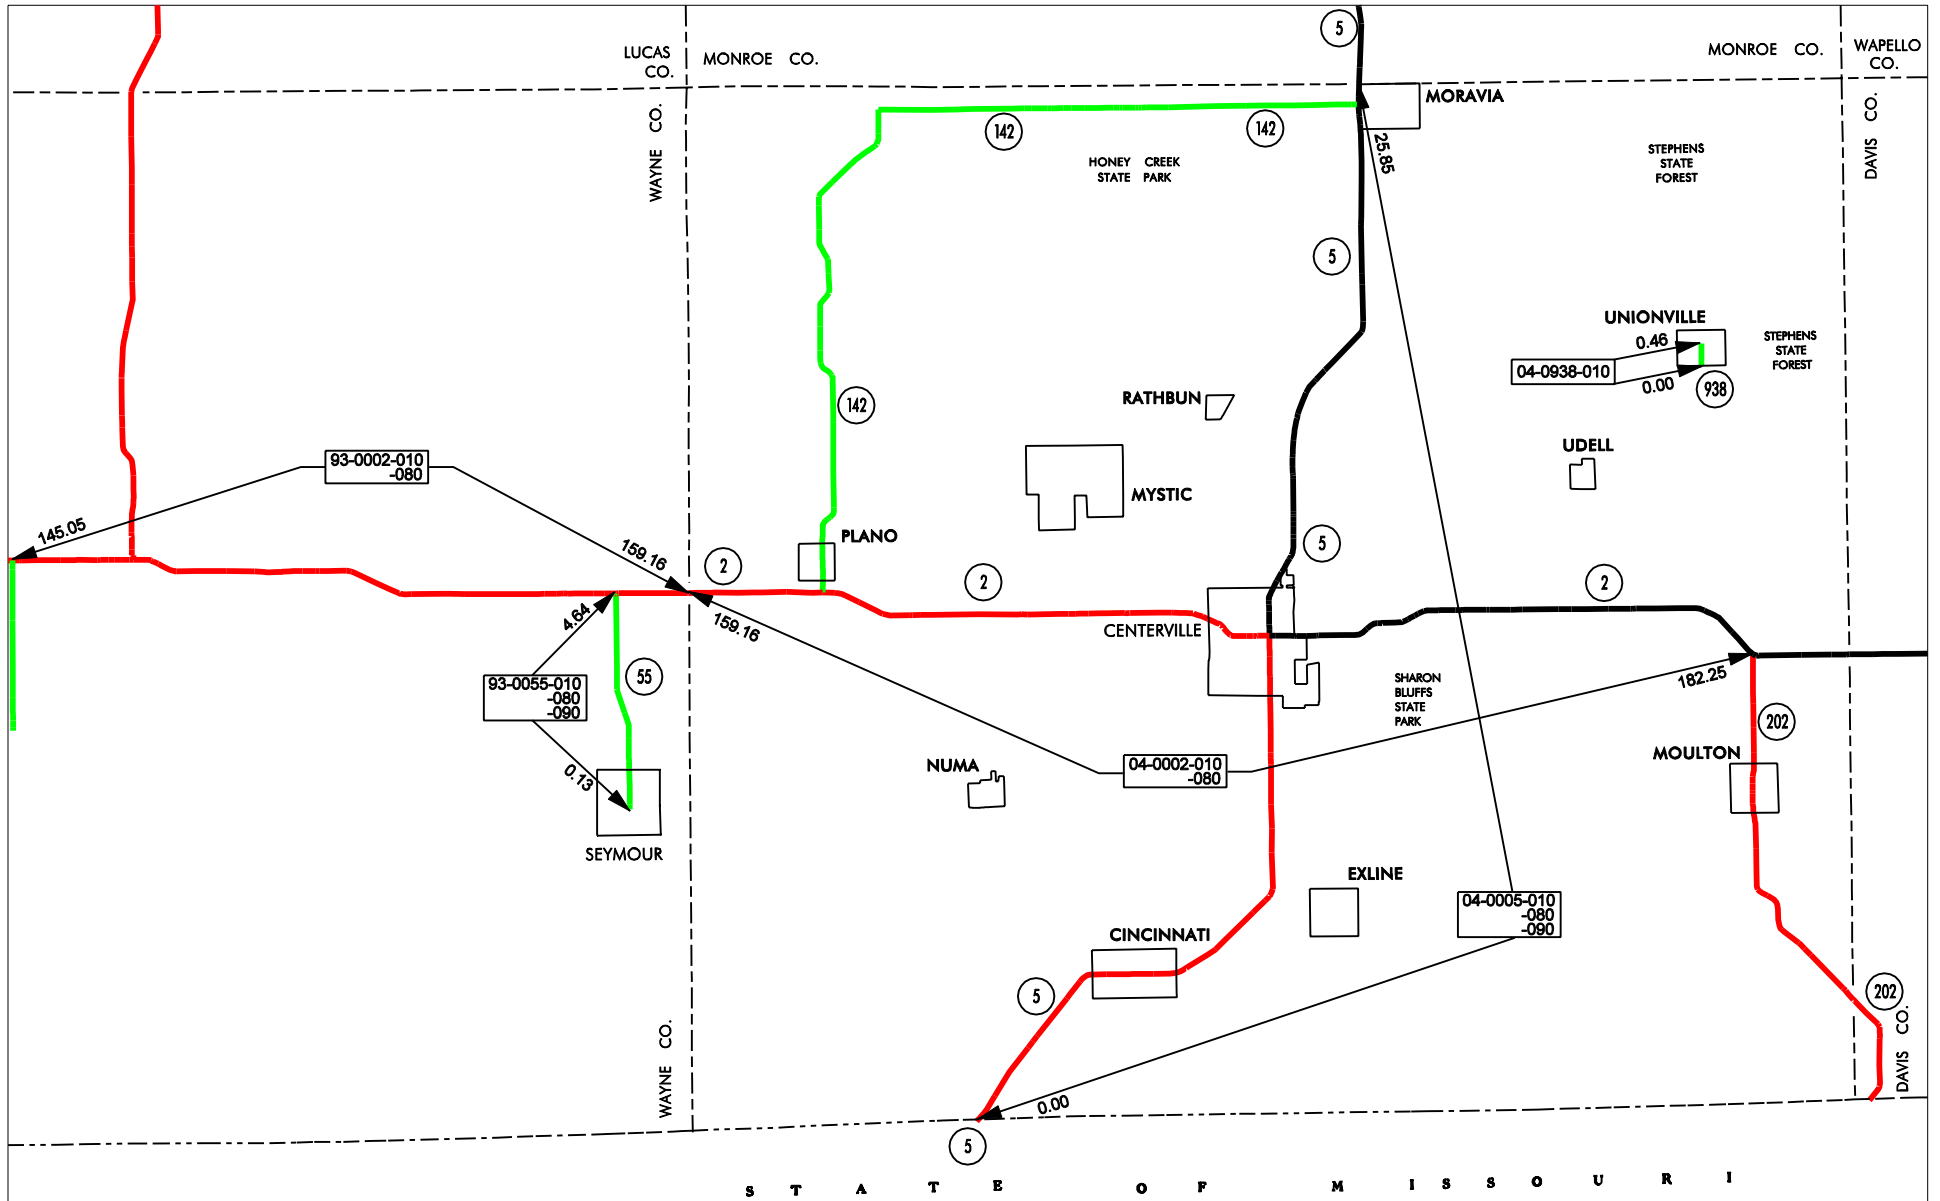 5
LUCAS
CO.
MONROE CO.
MONROE CO.
WAPELLO
CO.
MORAVIA
WAYNE CO.
DAVIS CO.
142
142
25.85
HONEY CREEK
STATE PARK
STEPHENS
STATE
FOREST
5
UNIONVILLE
0.46
04-0938-010
0.00
938
STEPHENS
STATE
FOREST
142
RATHBUN
UDELL
93-0002-010
-080
MYSTIC
145.05
159.16
PLANO
5
2
2
2
4.64
159.16
CENTERVILLE
93-0055-010
-080
-090
55
SHARON
BLUFFS
STATE
PARK
182.25
202
0.13
NUMA
04-0002-010
-080
MOULTON
SEYMOUR
EXLINE
04-0005-010
-080
-090
CINCINNATI
5
202
WAYNE CO.
DAVIS CO.
0.00
5
STATE OF MISSOURI